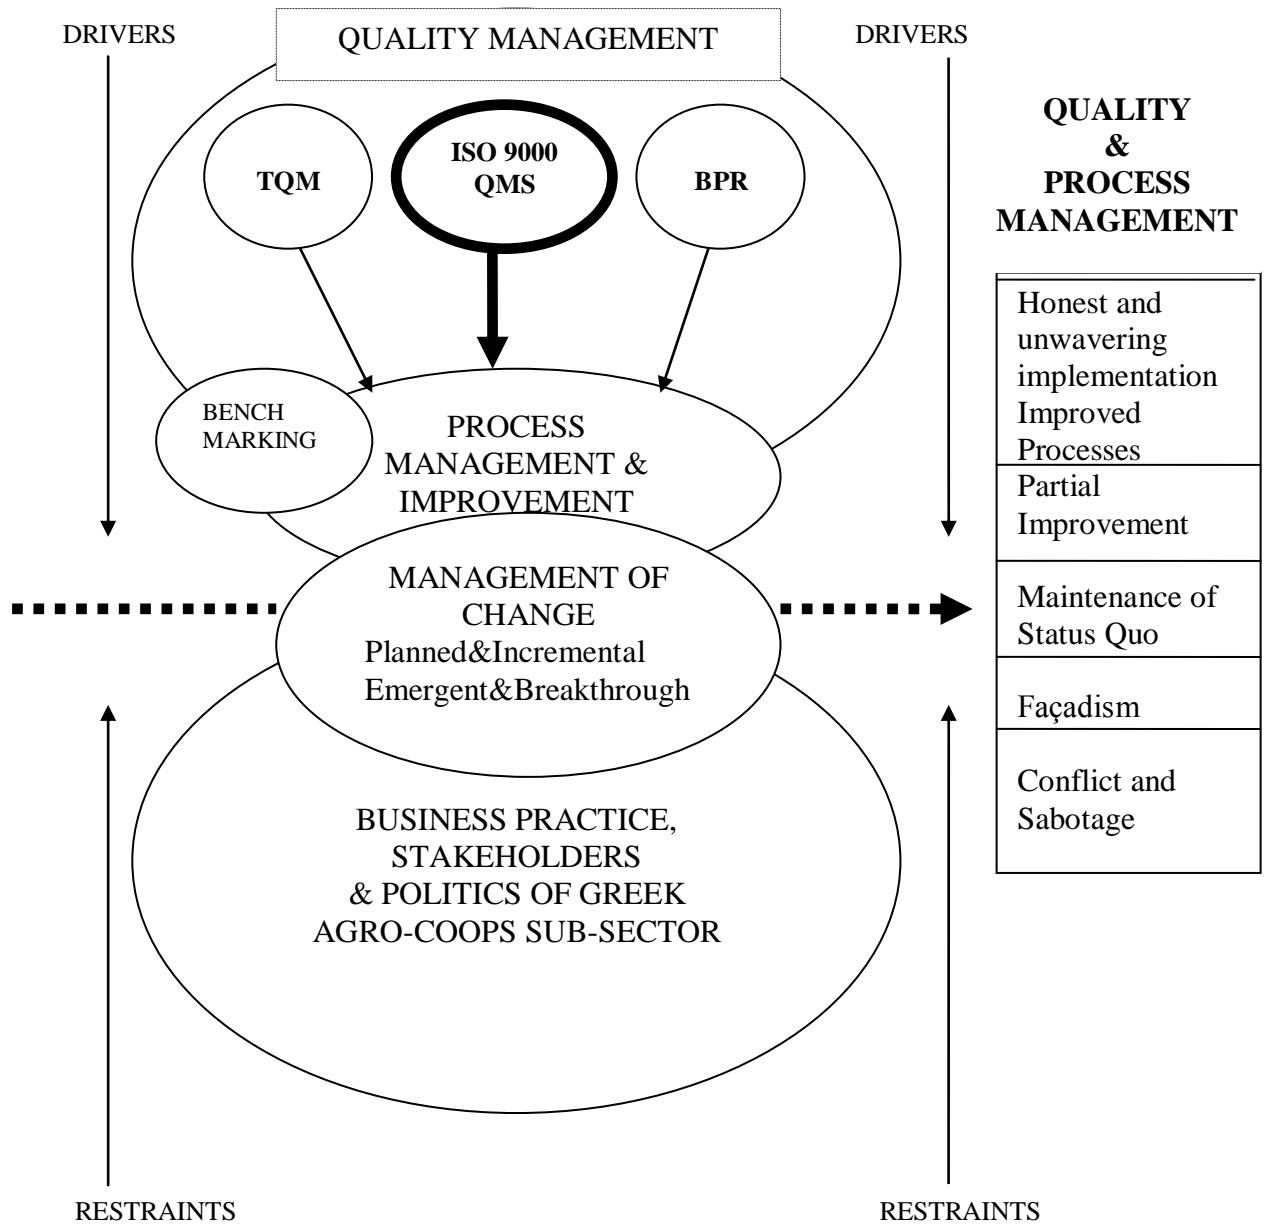 DRIVERS
QUALITY MANAGEMENT
DRIVERS
TQM
ISO 9000
QMS
BPR
BENCH
MARKING
PROCESS
MANAGEMENT &
IMPROVEMENT
MANAGEMENT OF
CHANGE
Planned&Incremental
Emergent&Breakthrough
BUSINESS PRACTICE,
STAKEHOLDERS
& POLITICS OF GREEK
AGRO-COOPS SUB-SECTOR
RESTRAINTS
RESTRAINTS
QUALITY
&
PROCESS
MANAGEMENT
Honest and
unwavering
implementation
Improved
Processes
Partial
Improvement
Maintenance of
Status Quo
Façadism
Conflict and
Sabotage